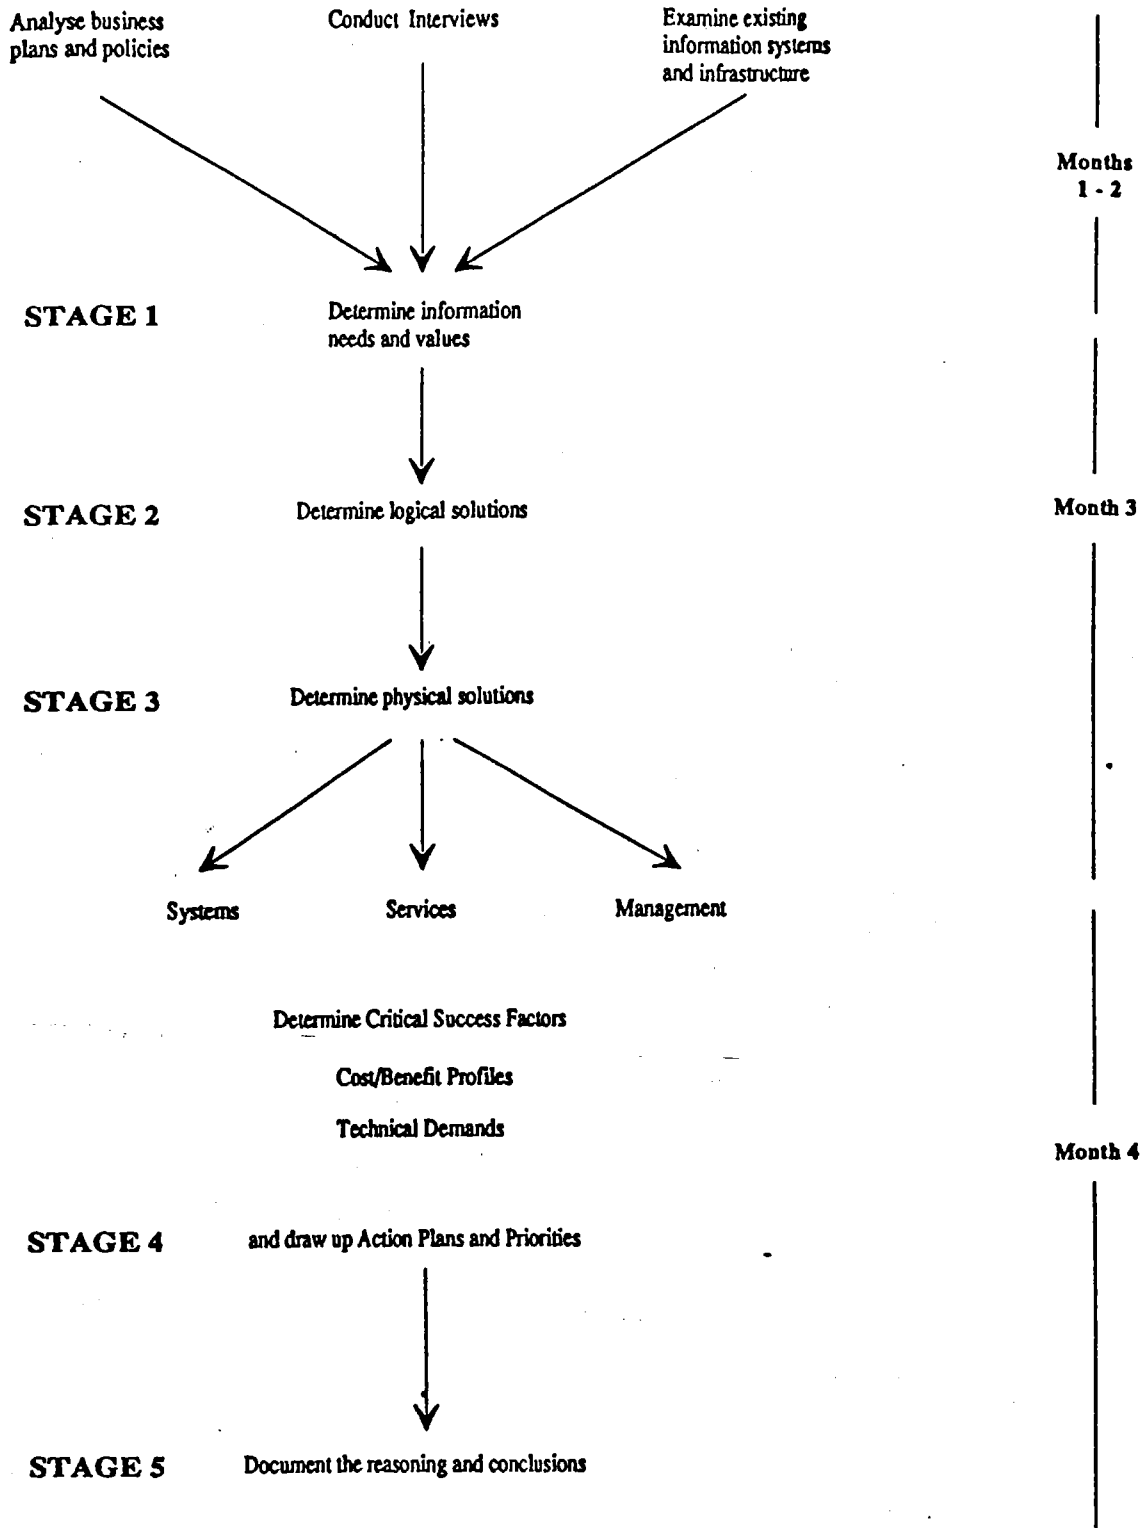 Analyse business
plans and policies
Conduct Interviews
Examine existing
information systems
and infrastructure
Months
1 - 2
STAGE 1
Determine information
needs and values
STAGE 2
Determine logical solutions
Month 3
STAGE 3
Determine physical solutions
Systems
Services
Management
Determine Critical Success Factors
Cost/Benefit Profiles
Technical Demands
Month 4
STAGE 4
and draw up Action Plans and Priorities
STAGE 5
Document the reasoning and conclusions